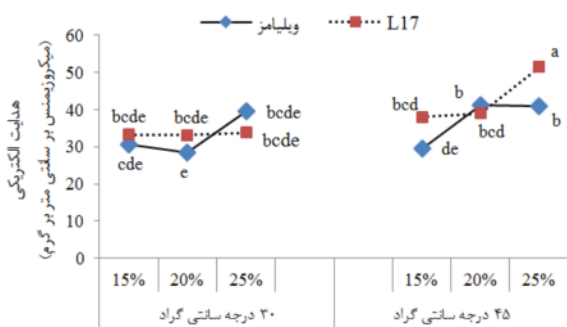 ویلیامز L17
هدایت الکتریکی
(میکروزیمنس بر سانتی متر بر گرم)
60
50
40
30
20
10
0
bcde bcde bcde
bcde
cde e
a
bcd b
bcd b
de
15% 20% 25% 15% 20% 25%
۳۰ درجه سانتی گراد ۴۵ درجه سانتی گراد